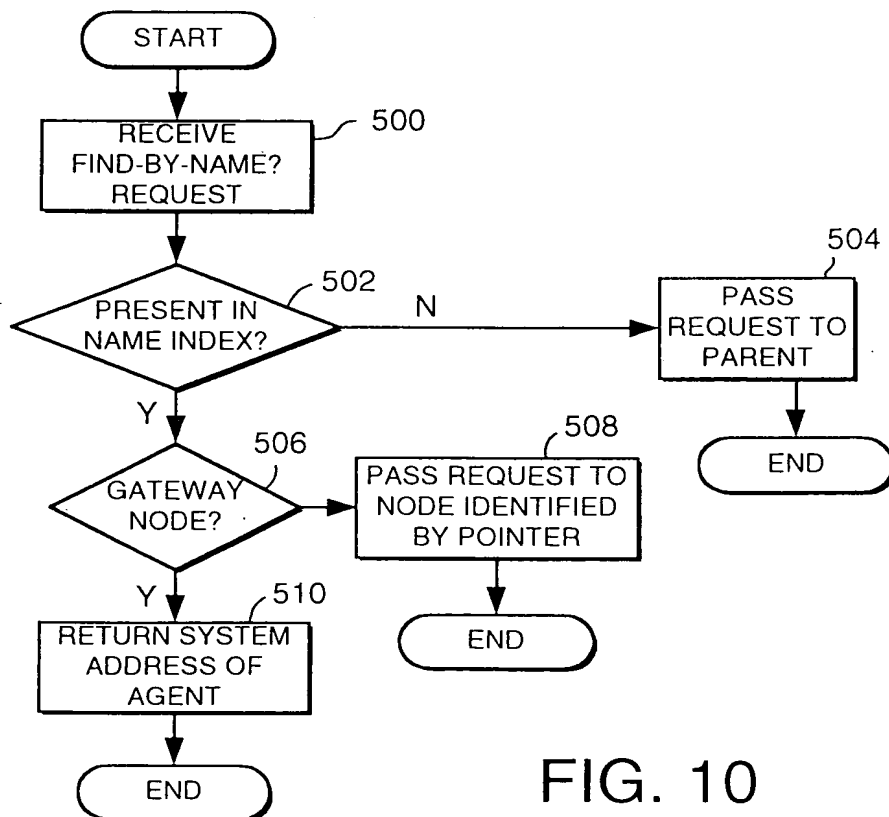 START
500
RECEIVE
FIND-BY-NAME?
REQUEST
502
PRESENT IN
NAME INDEX?
N
504
PASS
REQUEST TO
PARENT
END
Y
506
GATEWAY
NODE?
508
PASS REQUEST TO
NODE IDENTIFIED
BY POINTER
END
Y
510
RETURN SYSTEM
ADDRESS OF
AGENT
END
FIG. 10